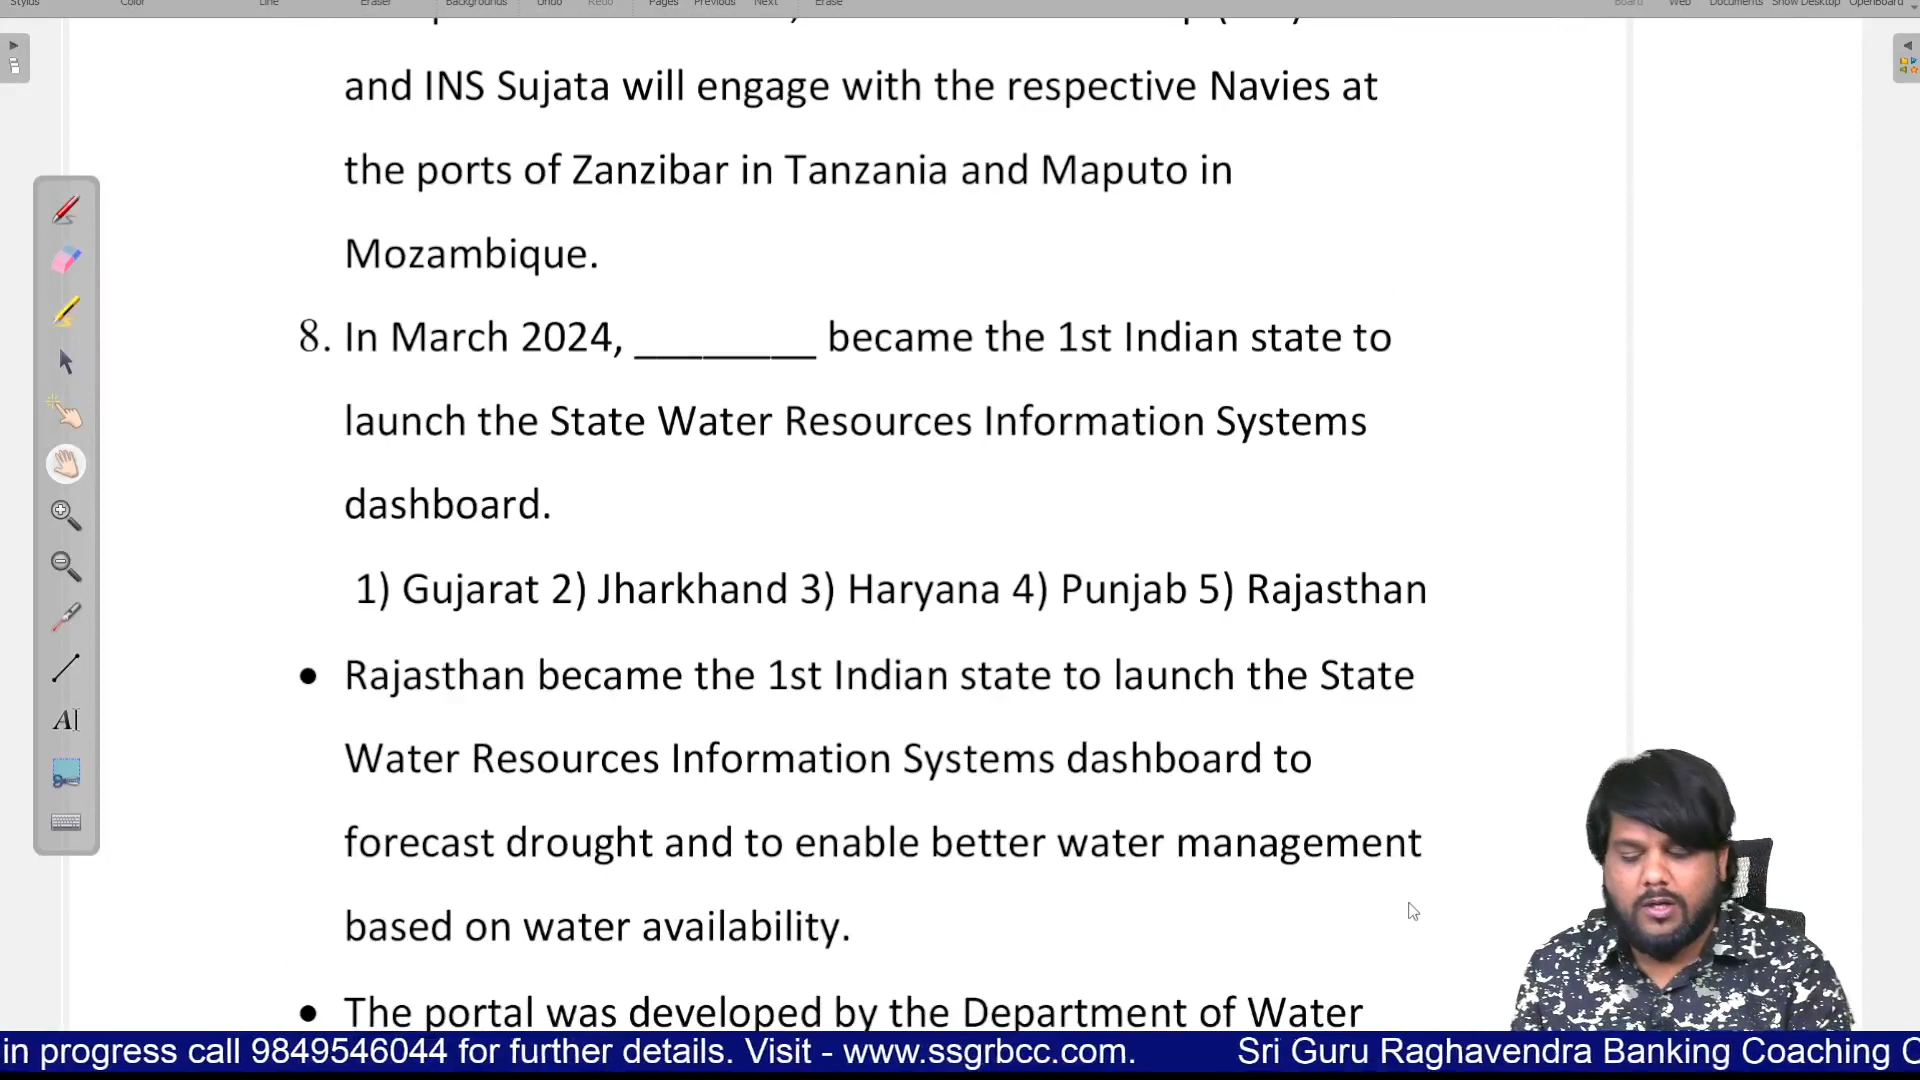 Stylus Color Line Eraser Backgrounds Undo Redo Pages Previous Next Erase Board Web Documents Show Desktop OpenBoard
and INS Sujata will engage with the respective Navies at
the ports of Zanzibar in Tanzania and Maputo in
Mozambique.
8. In March 2024, ________ became the 1st Indian state to
launch the State Water Resources Information Systems
dashboard.
1) Gujarat 2) Jharkhand 3) Haryana 4) Punjab 5) Rajasthan
• Rajasthan became the 1st Indian state to launch the State
Water Resources Information Systems dashboard to
forecast drought and to enable better water management
based on water availability.
• The portal was developed by the Department of Water
in progress call 9849546044 for further details. Visit - www.ssgrbcc.com. Sri Guru Raghavendra Banking Coaching C